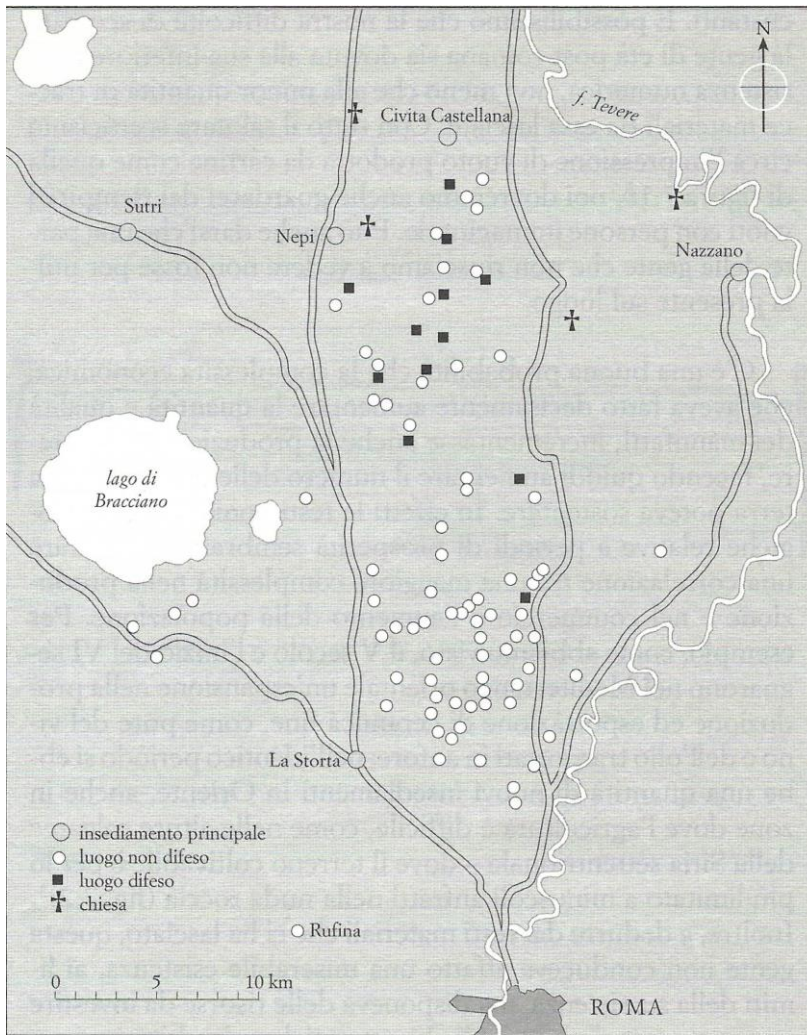 N
f. Tevere
Civita Castellana
Sutri
Nepi
Nazzano
lago di
Bracciano
La Storta
insediamento principale
luogo non difeso
luogo difeso
chiesa
Rufina
0 5 10 km
ROMA